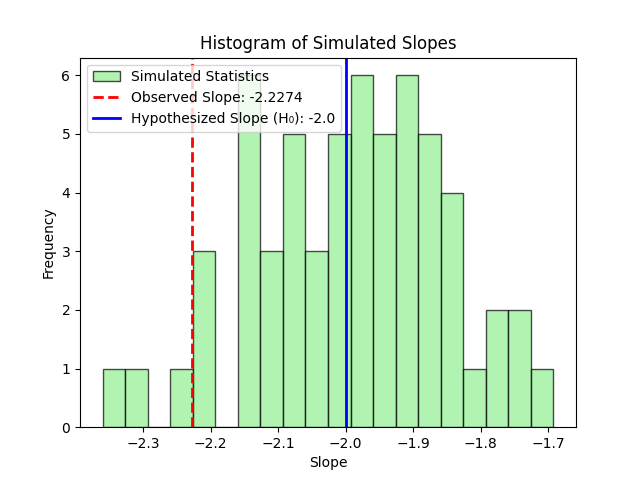 Histogram of Simulated Slopes
Simulated Statistics
Observed Slope: -2.2274
Hypothesized Slope (H₀): -2.0
Frequency
6
5
4
3
2
1
0
−2.3 −2.2 −2.1 −2.0 −1.9 −1.8 −1.7
Slope